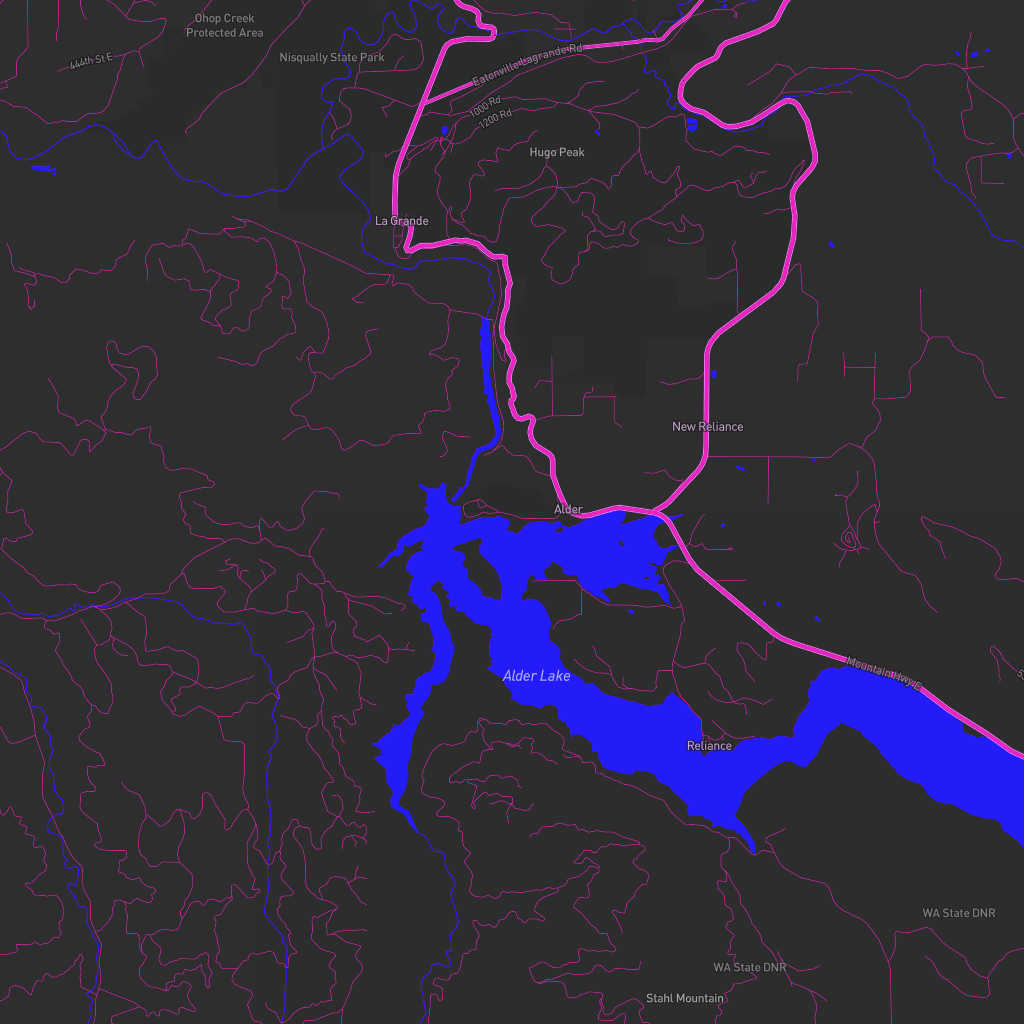 Ohop Creek
Protected Area
Nisqually State Park
444th St E
Eatonville Lagrande Rd
1000 Rd
1200 Rd
Hugo Peak
La Grande
New Reliance
Alder
Mountain Hwy E
Alder Lake
Reliance
WA State DNR
WA State DNR
Stahl Mountain